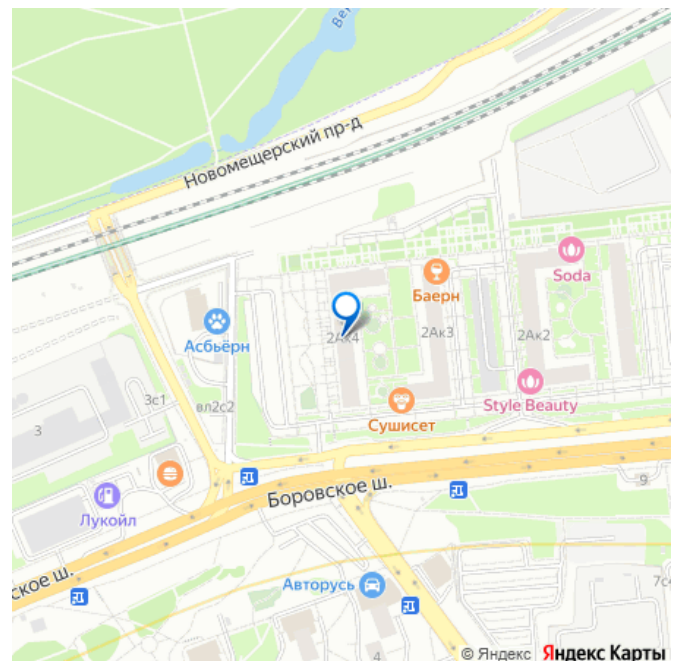 Вер
Новомещерский пр-д
Soda
Баерн
2Ак4
2Ак3
2Ак2
Асбьёрн
Style Beauty
3с1
вл2с2
Сушисет
3
Лукойл
Боровское ш.
9
ское ш.
Авторусь
7с
4
© Яндекс Яндекс Карты